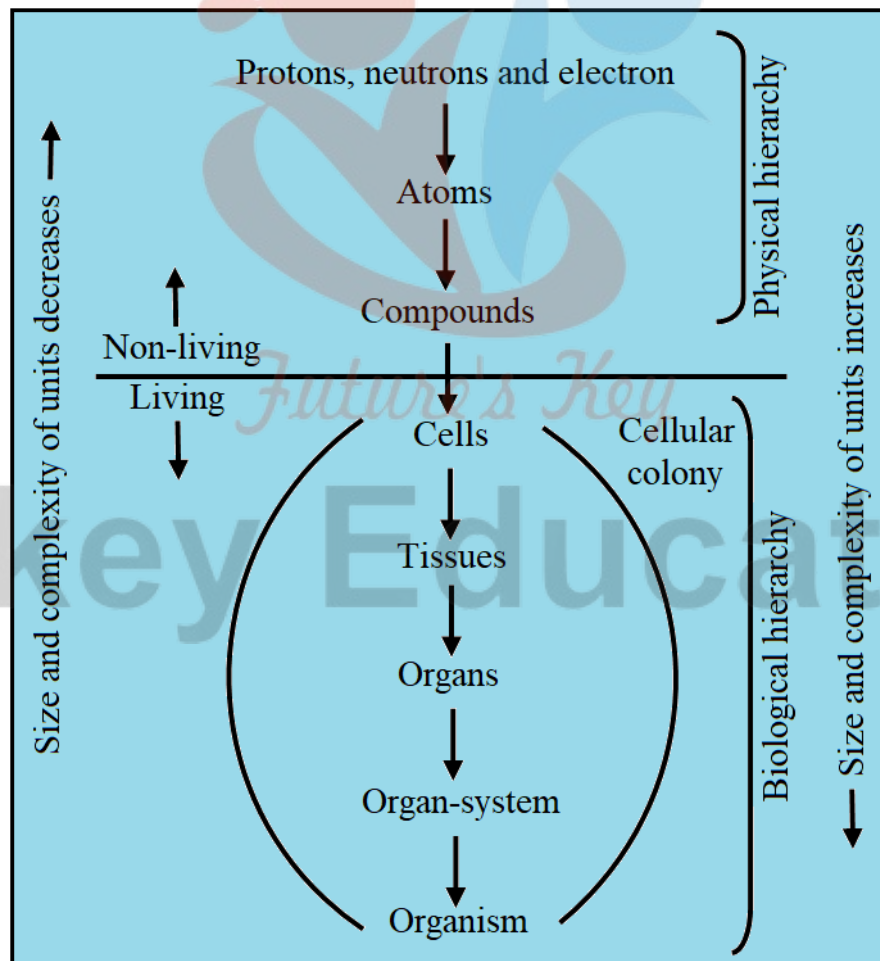 Protons, neutrons and electron
Atoms
Compounds
Physical hierarchy
Size and complexity of units decreases
Non-living
Living
Future's Key
Cells
Cellular
colony
Tissues
key Educat
Organs
Organ-system
Organism
Biological hierarchy
Size and complexity of units increases